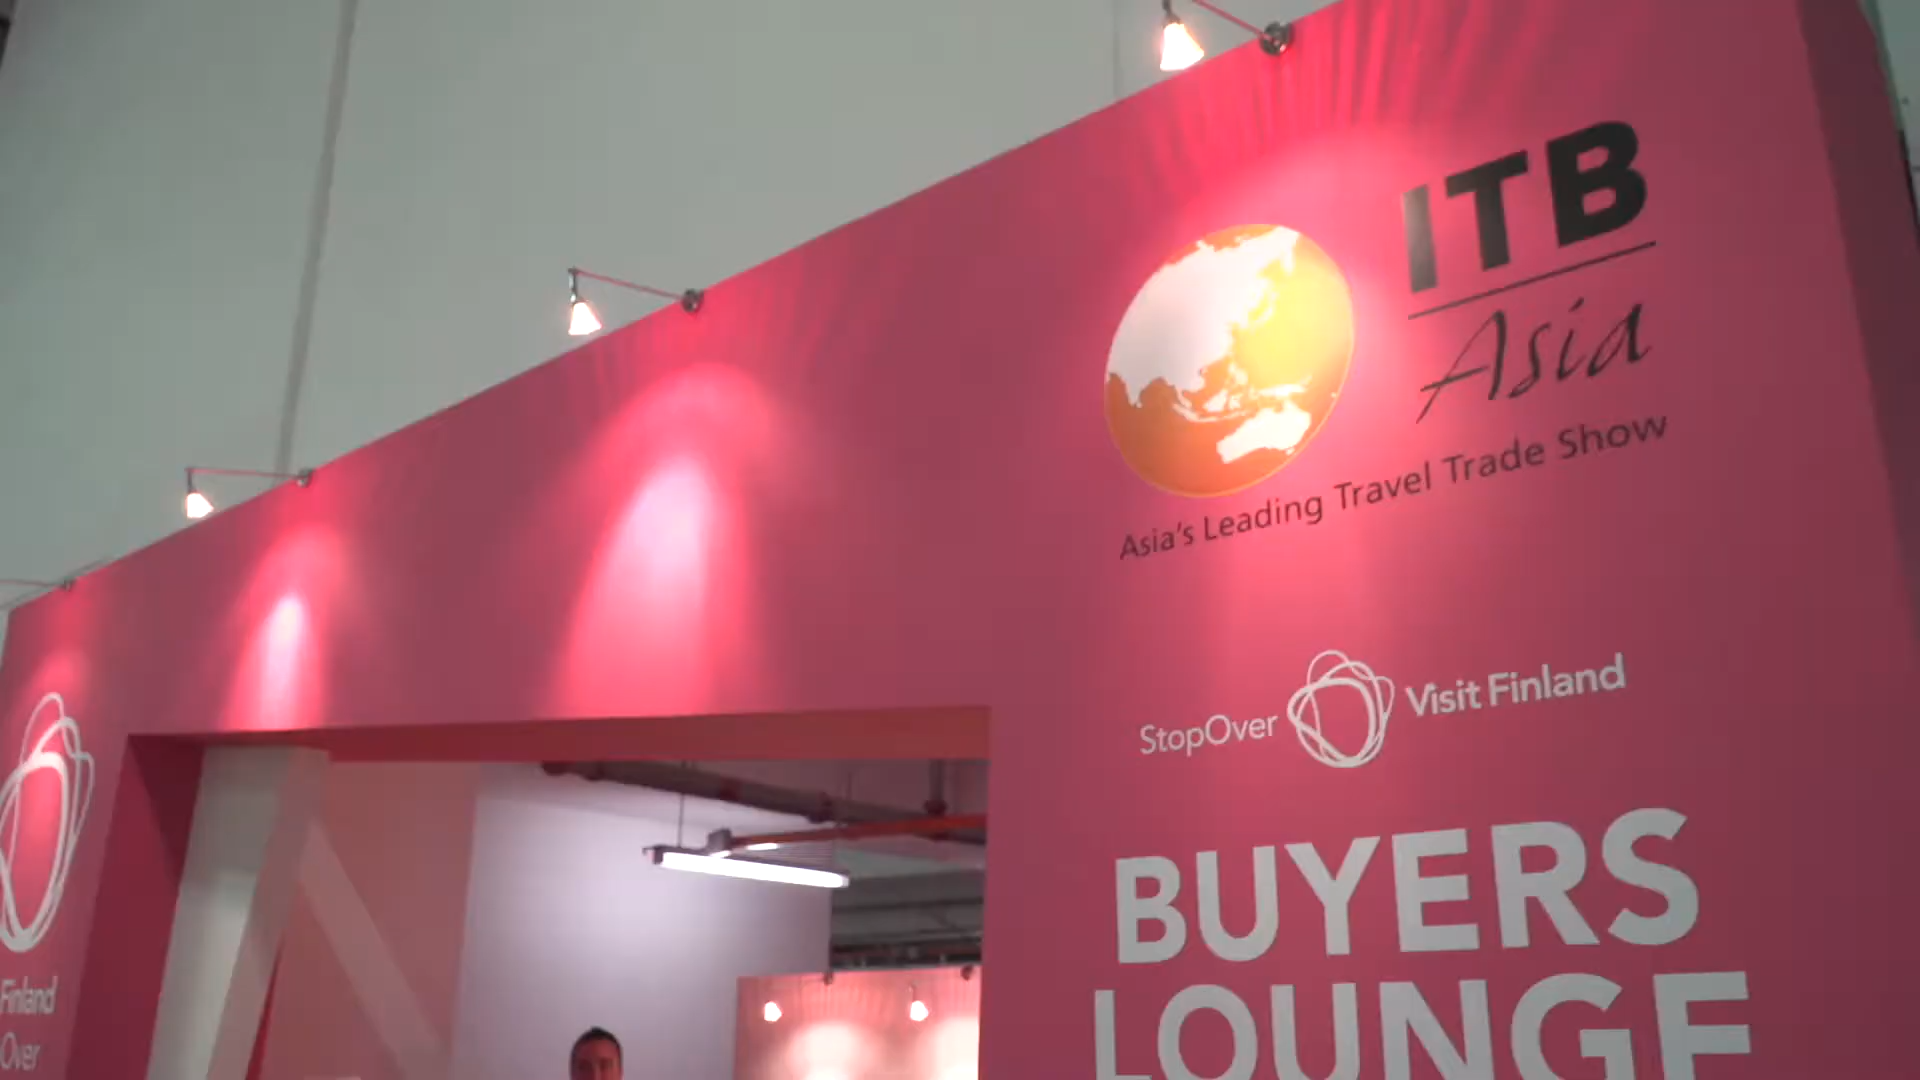 ITB
Asia
Asia's Leading Travel Trade Show
StopOver Visit Finland
BUYERS
LOUNGE
Finland
Over